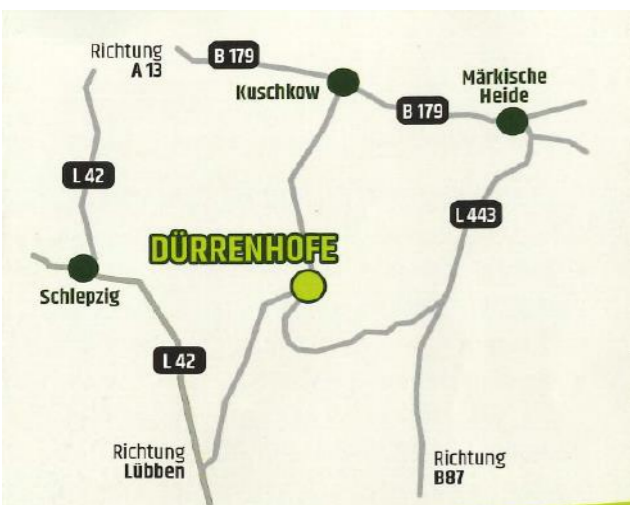 Richtung
A 13
B 179
Kuschkow
Märkische
Heide
B 179
L 42
L 443
DÜRRENHOFE
Schlepzig
L 42
Richtung
Lübben
Richtung
B87